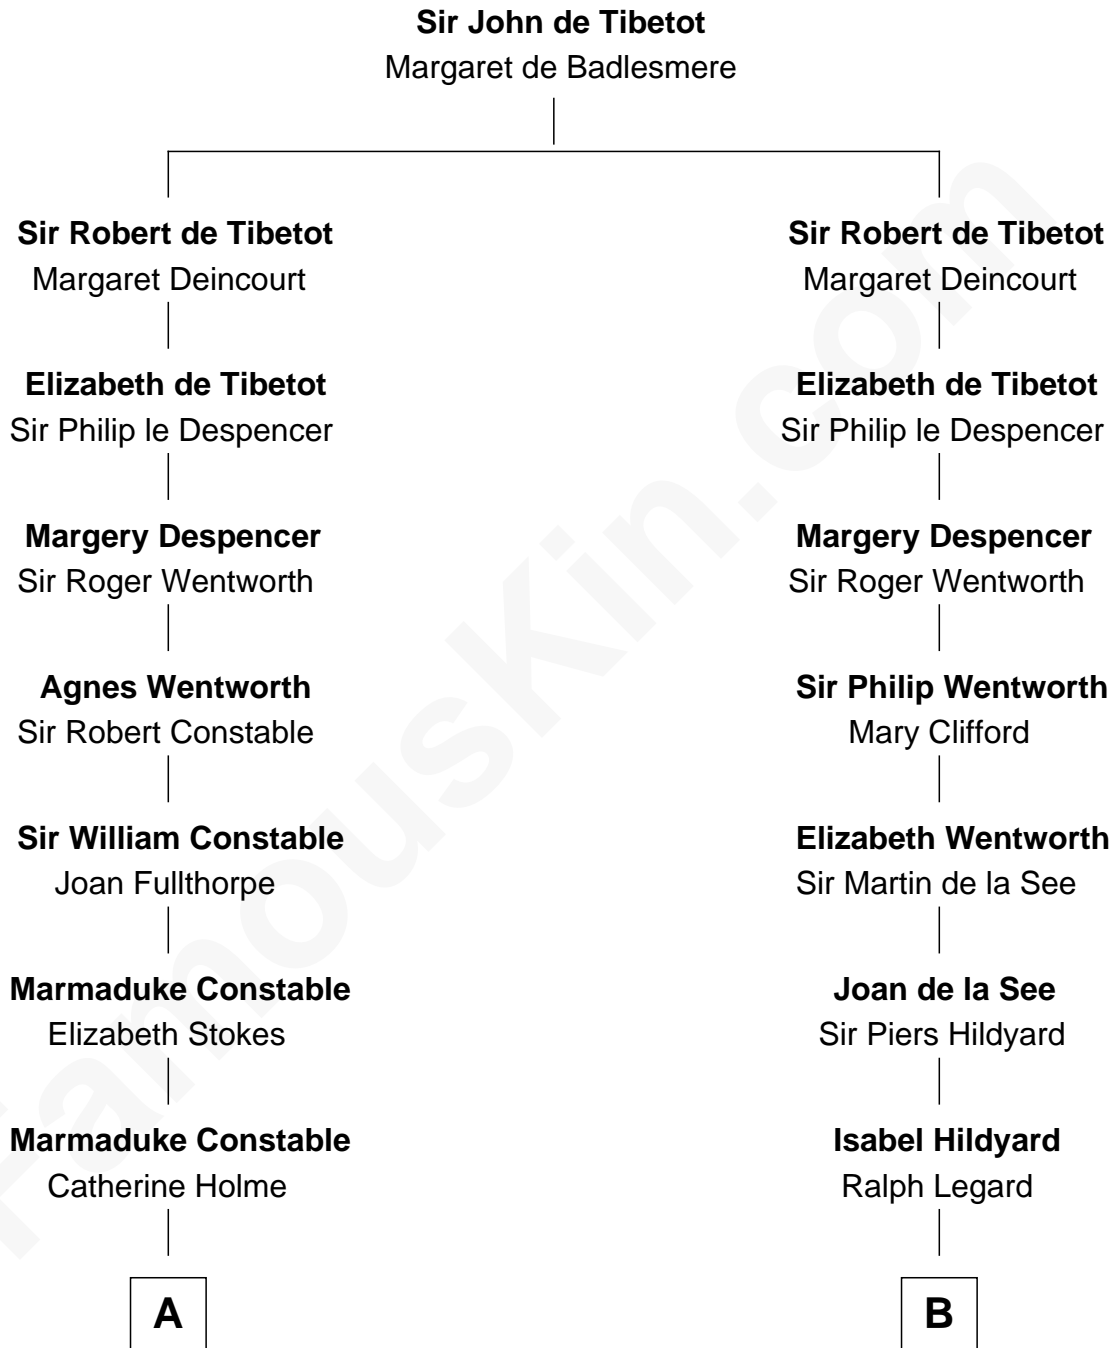 Sir John de Tibetot
Margaret de Badlesmere
Sir Robert de Tibetot
Margaret Deincourt
Sir Robert de Tibetot
Margaret Deincourt
Elizabeth de Tibetot
Sir Philip le Despencer
Elizabeth de Tibetot
Sir Philip le Despencer
Margery Despencer
Sir Roger Wentworth
Margery Despencer
Sir Roger Wentworth
Agnes Wentworth
Sir Robert Constable
Sir Philip Wentworth
Mary Clifford
Sir William Constable
Joan Fullthorpe
Elizabeth Wentworth
Sir Martin de la See
Marmaduke Constable
Elizabeth Stokes
Joan de la See
Sir Piers Hildyard
Marmaduke Constable
Catherine Holme
Isabel Hildyard
Ralph Legard
A
B
FamousKin.com